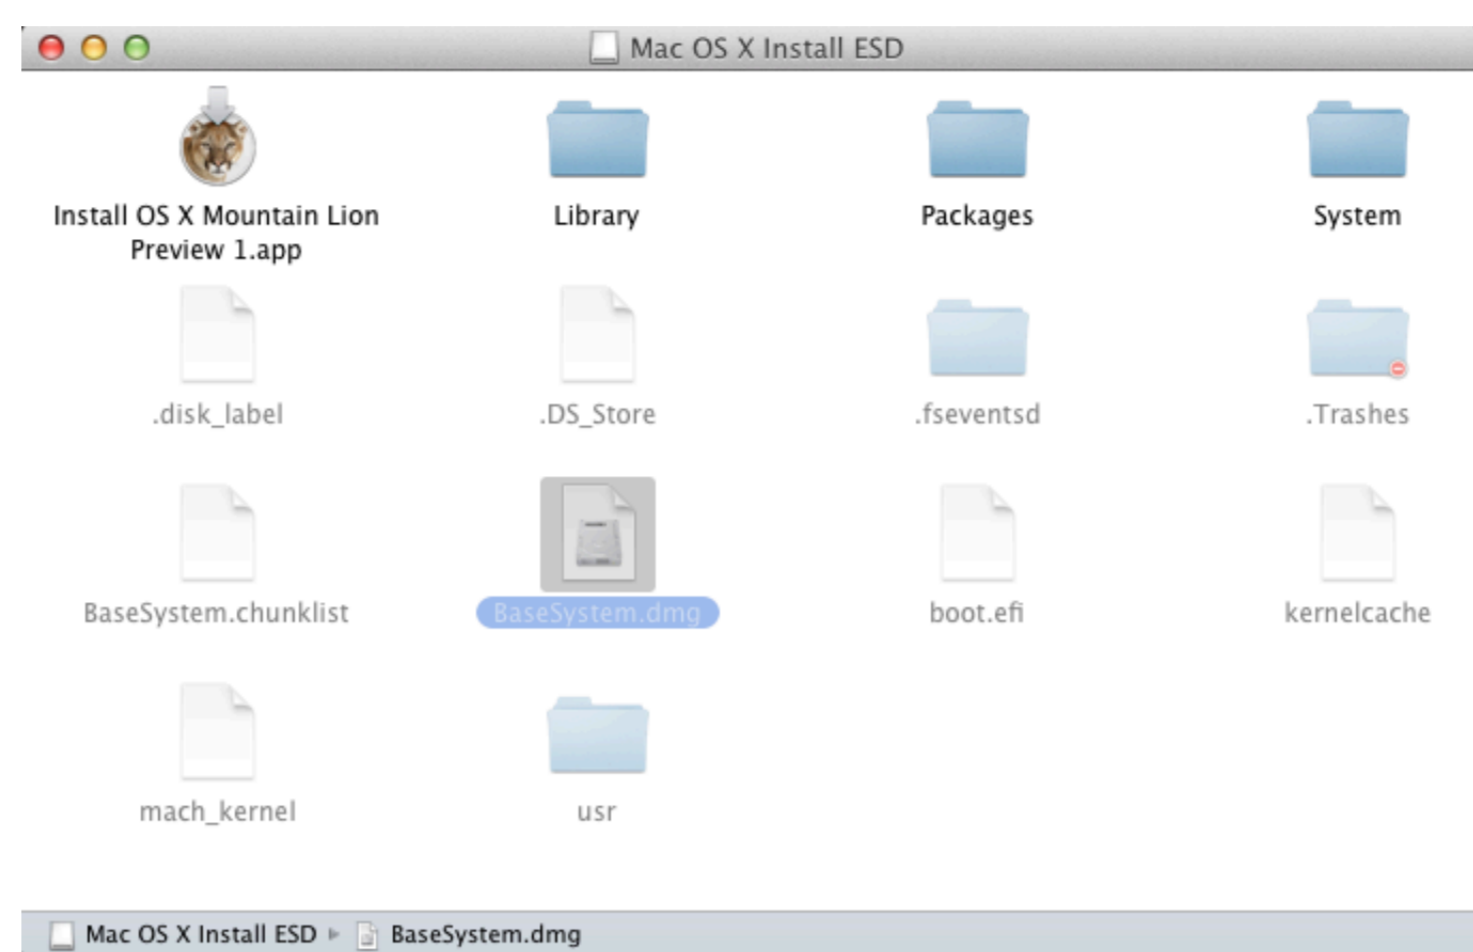 Mac OS X Install ESD
Install OS X Mountain Lion
Preview 1.app
Library
Packages
System
.disk_label
.DS_Store
.fseventsd
.Trashes
BaseSystem.chunklist
BaseSystem.dmg
boot.efi
kernelcache
mach_kernel
usr
Mac OS X Install ESD ▸ BaseSystem.dmg